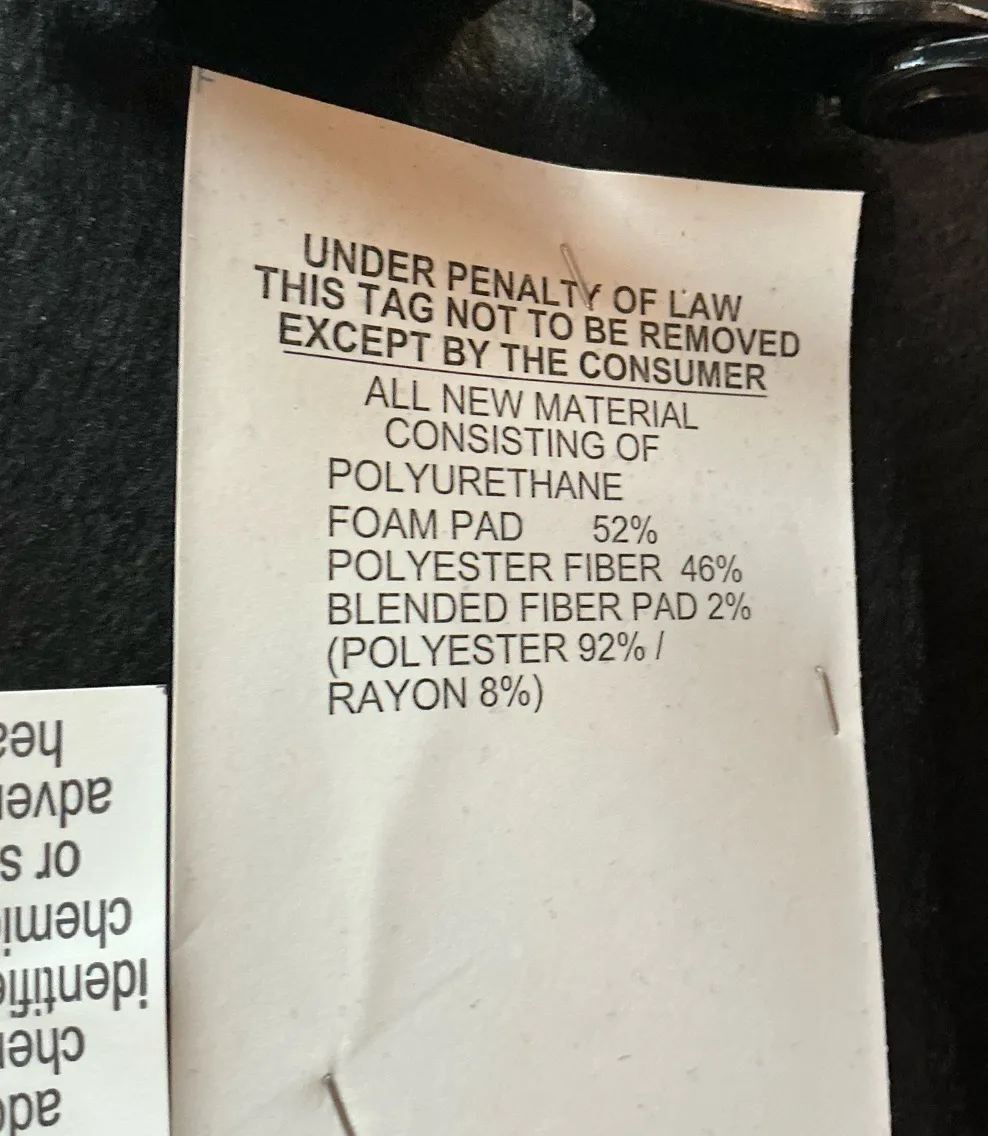 UNDER PENALTY OF LAW
THIS TAG NOT TO BE REMOVED
EXCEPT BY THE CONSUMER
ALL NEW MATERIAL
CONSISTING OF
POLYURETHANE
FOAM PAD 52%
POLYESTER FIBER 46%
BLENDED FIBER PAD 2%
(POLYESTER 92% /
RAYON 8%)
or